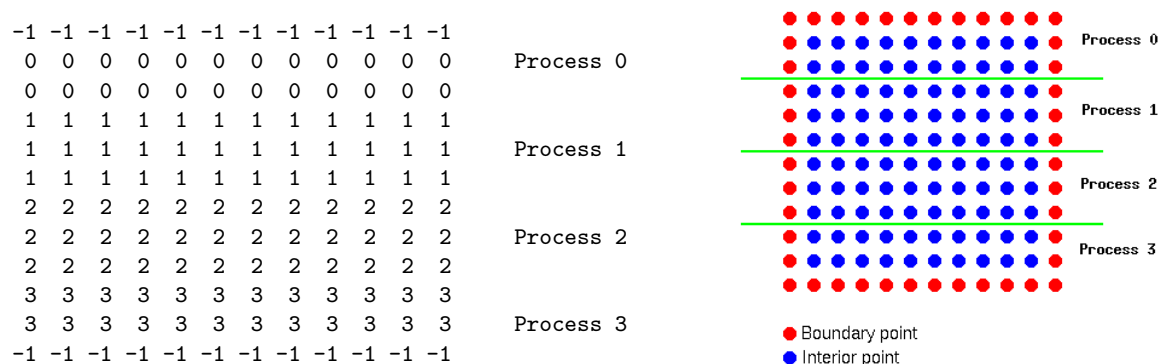 -1 -1 -1 -1 -1 -1 -1 -1 -1 -1 -1 -1
0 0 0 0 0 0 0 0 0 0 0 0 Process 0
0 0 0 0 0 0 0 0 0 0 0 0
1 1 1 1 1 1 1 1 1 1 1 1
1 1 1 1 1 1 1 1 1 1 1 1 Process 1
1 1 1 1 1 1 1 1 1 1 1 1
2 2 2 2 2 2 2 2 2 2 2 2
2 2 2 2 2 2 2 2 2 2 2 2 Process 2
2 2 2 2 2 2 2 2 2 2 2 2
3 3 3 3 3 3 3 3 3 3 3 3
3 3 3 3 3 3 3 3 3 3 3 3 Process 3
-1 -1 -1 -1 -1 -1 -1 -1 -1 -1 -1 -1
Process 0
Process 1
Process 2
Process 3
Boundary point
Interior point